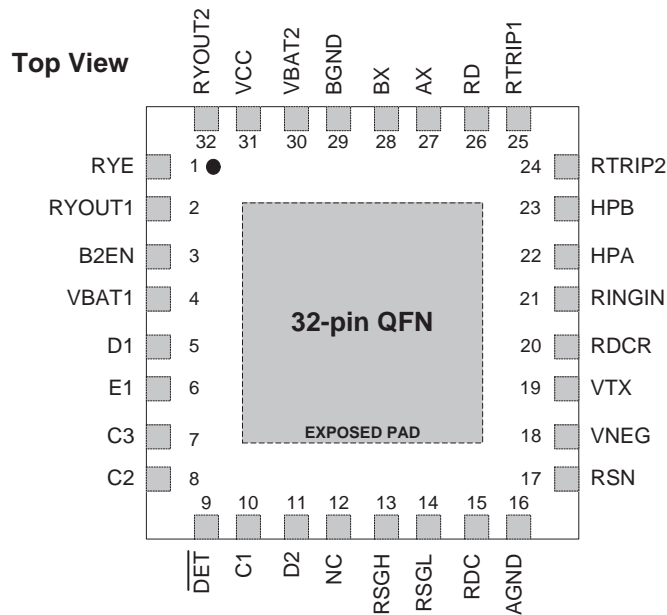 Top View
RYOUT2
VCC
VBAT2
BGND
BX
AX
RD
RTRIP1
32 31 30 29 28 27 26 25
RYE 1 24 RTRIP2
RYOUT1 2 23 HPB
B2EN 3 22 HPA
VBAT1 4 21 RINGIN
32-pin QFN
D1 5 20 RDCR
E1 6 19 VTX
EXPOSED PAD
C3 7 18 VNEG
C2 8 17 RSN
9 10 11 12 13 14 15 16
D̅E̅T̅
C1
D2
NC
RSGH
RSGL
RDC
AGND